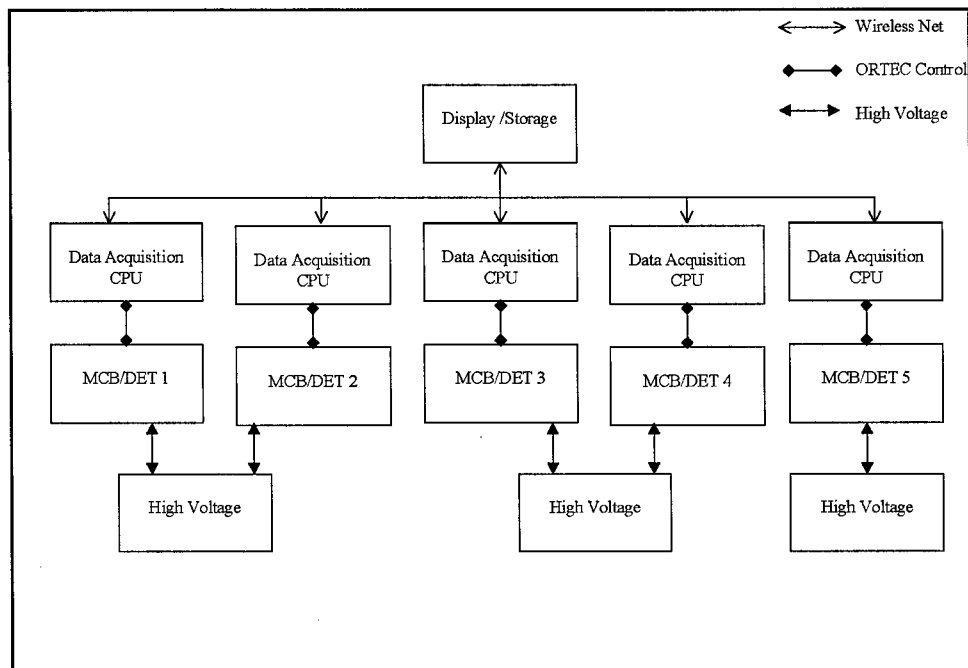 Wireless Net
ORTEC Control
High Voltage
Display /Storage
Data Acquisition
CPU
Data Acquisition
CPU
Data Acquisition
CPU
Data Acquisition
CPU
Data Acquisition
CPU
MCB/DET 1
MCB/DET 2
MCB/DET 3
MCB/DET 4
MCB/DET 5
High Voltage
High Voltage
High Voltage